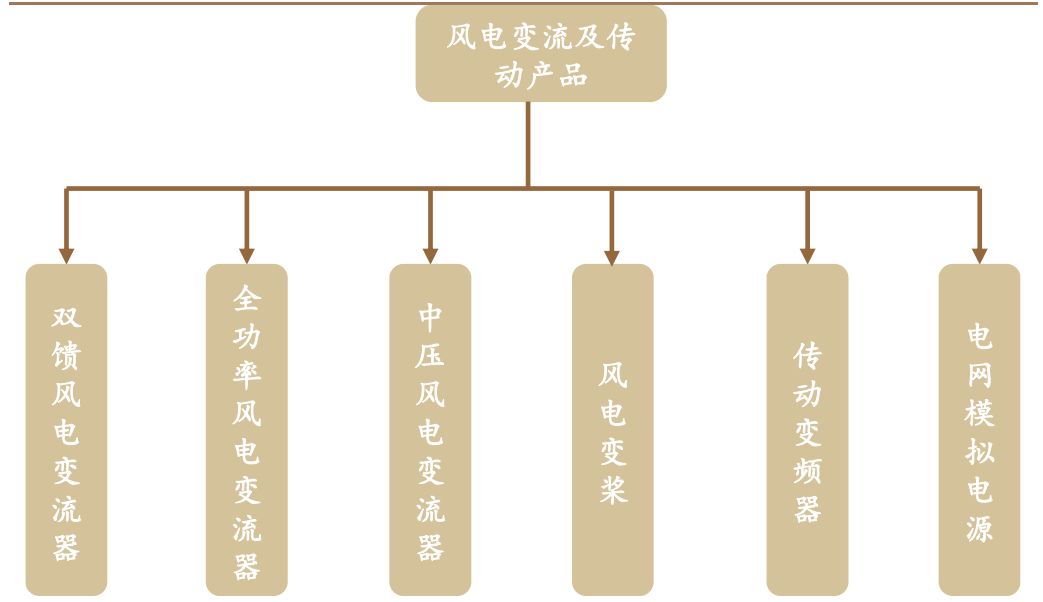 风电变流及传
动产品
双馈风电变流器
全功率风电变流器
中压风电变流器
风电变桨
传动变频器
电网模拟电源